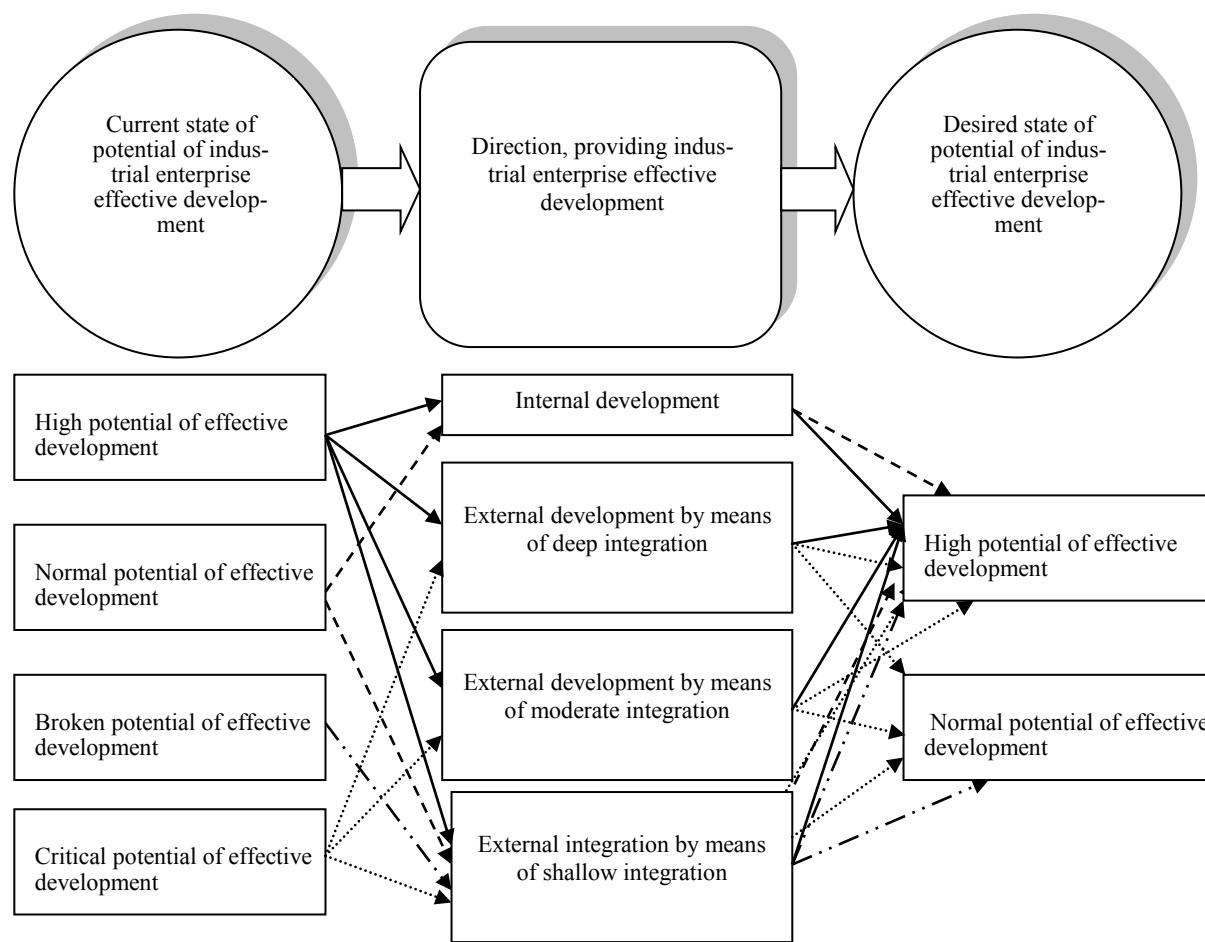 Current state of
potential of indus-
trial enterprise
effective develop-
ment
Direction, providing indus-
trial enterprise effective
development
Desired state of
potential of indus-
trial enterprise
effective develop-
ment
High potential of effective
development
Normal potential of effective
development
Broken potential of effective
development
Critical potential of effective
development
Internal development
External development by means
of deep integration
External development by means
of moderate integration
External integration by means
of shallow integration
High potential of effective
development
Normal potential of effective
development